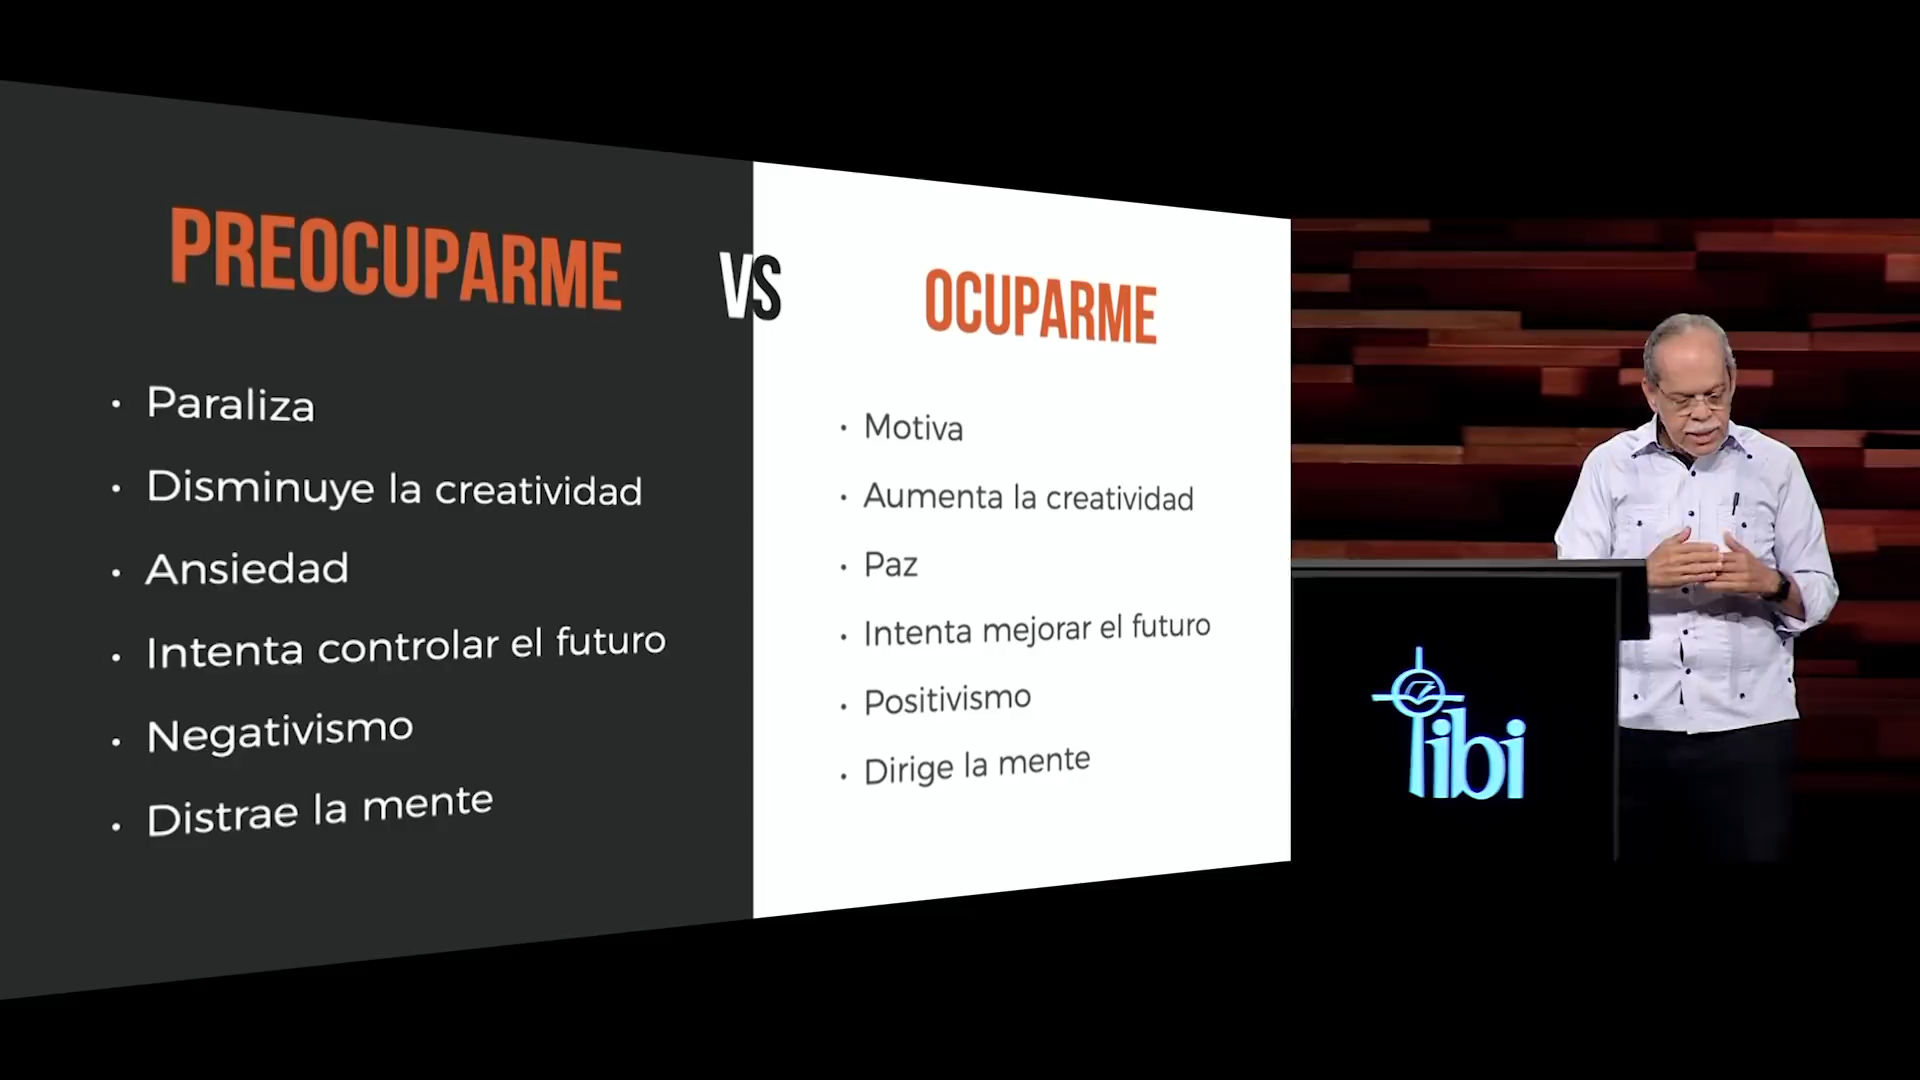 PREOCUPARME
VS
OCUPARME
Paraliza
Disminuye la creatividad
Ansiedad
Intenta controlar el futuro
Negativismo
Distrae la mente
Motiva
Aumenta la creatividad
Paz
Intenta mejorar el futuro
Positivismo
Dirige la mente
ibi